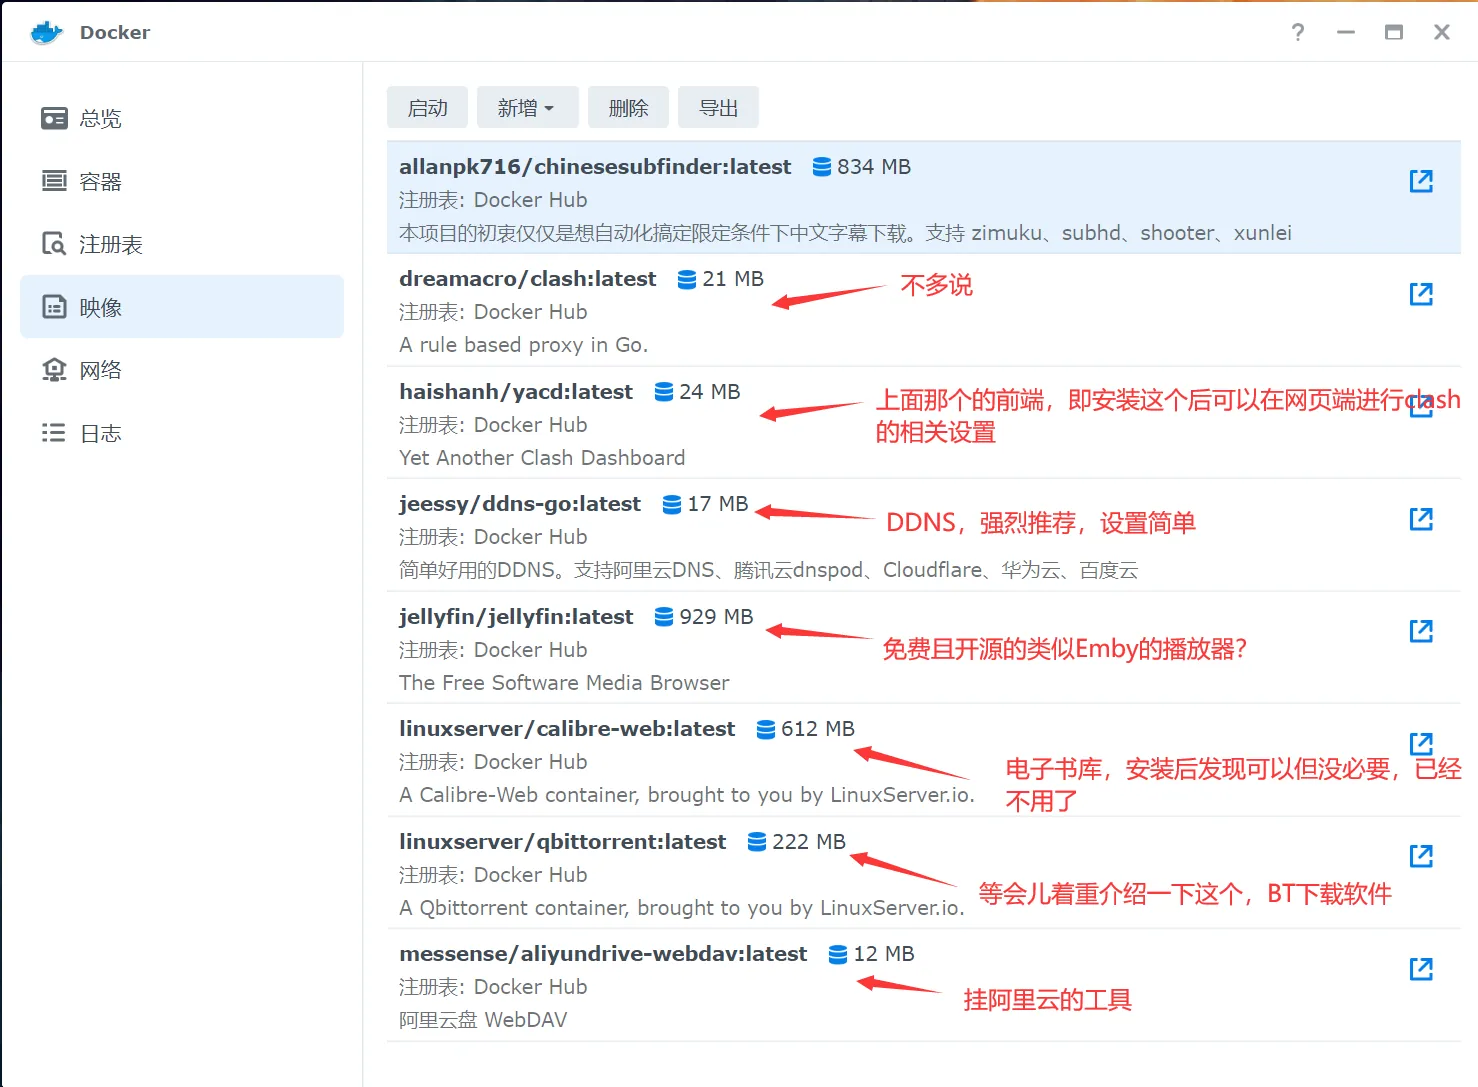 Docker
总览
容器
注册表
映像
网络
日志
启动 新增 删除 导出
allanpk716/chinesesubfinder:latest 834 MB
注册表: Docker Hub
本项目的初衷仅仅是想自动化搞定限定条件下中文字幕下载。支持 zimuku、subhd、shooter、xunlei
dreamacro/clash:latest 21 MB
不多说
注册表: Docker Hub
A rule based proxy in Go.
haishanh/yacd:latest 24 MB
上面那个的前端，即安装这个后可以在网页端进行clash
的相关设置
注册表: Docker Hub
Yet Another Clash Dashboard
jeessy/ddns-go:latest 17 MB
DDNS，强烈推荐，设置简单
注册表: Docker Hub
简单好用的DDNS。支持阿里云DNS、腾讯云dnspod、Cloudflare、华为云、百度云
jellyfin/jellyfin:latest 929 MB
免费且开源的类似Emby的播放器？
注册表: Docker Hub
The Free Software Media Browser
linuxserver/calibre-web:latest 612 MB
电子书库，安装后发现可以但没必要，已经
不用了
注册表: Docker Hub
A Calibre-Web container, brought to you by LinuxServer.io.
linuxserver/qbittorrent:latest 222 MB
等会儿着重介绍一下这个，BT下载软件
注册表: Docker Hub
A Qbittorrent container, brought to you by LinuxServer.io.
messense/aliyundrive-webdav:latest 12 MB
挂阿里云的工具
注册表: Docker Hub
阿里云盘 WebDAV